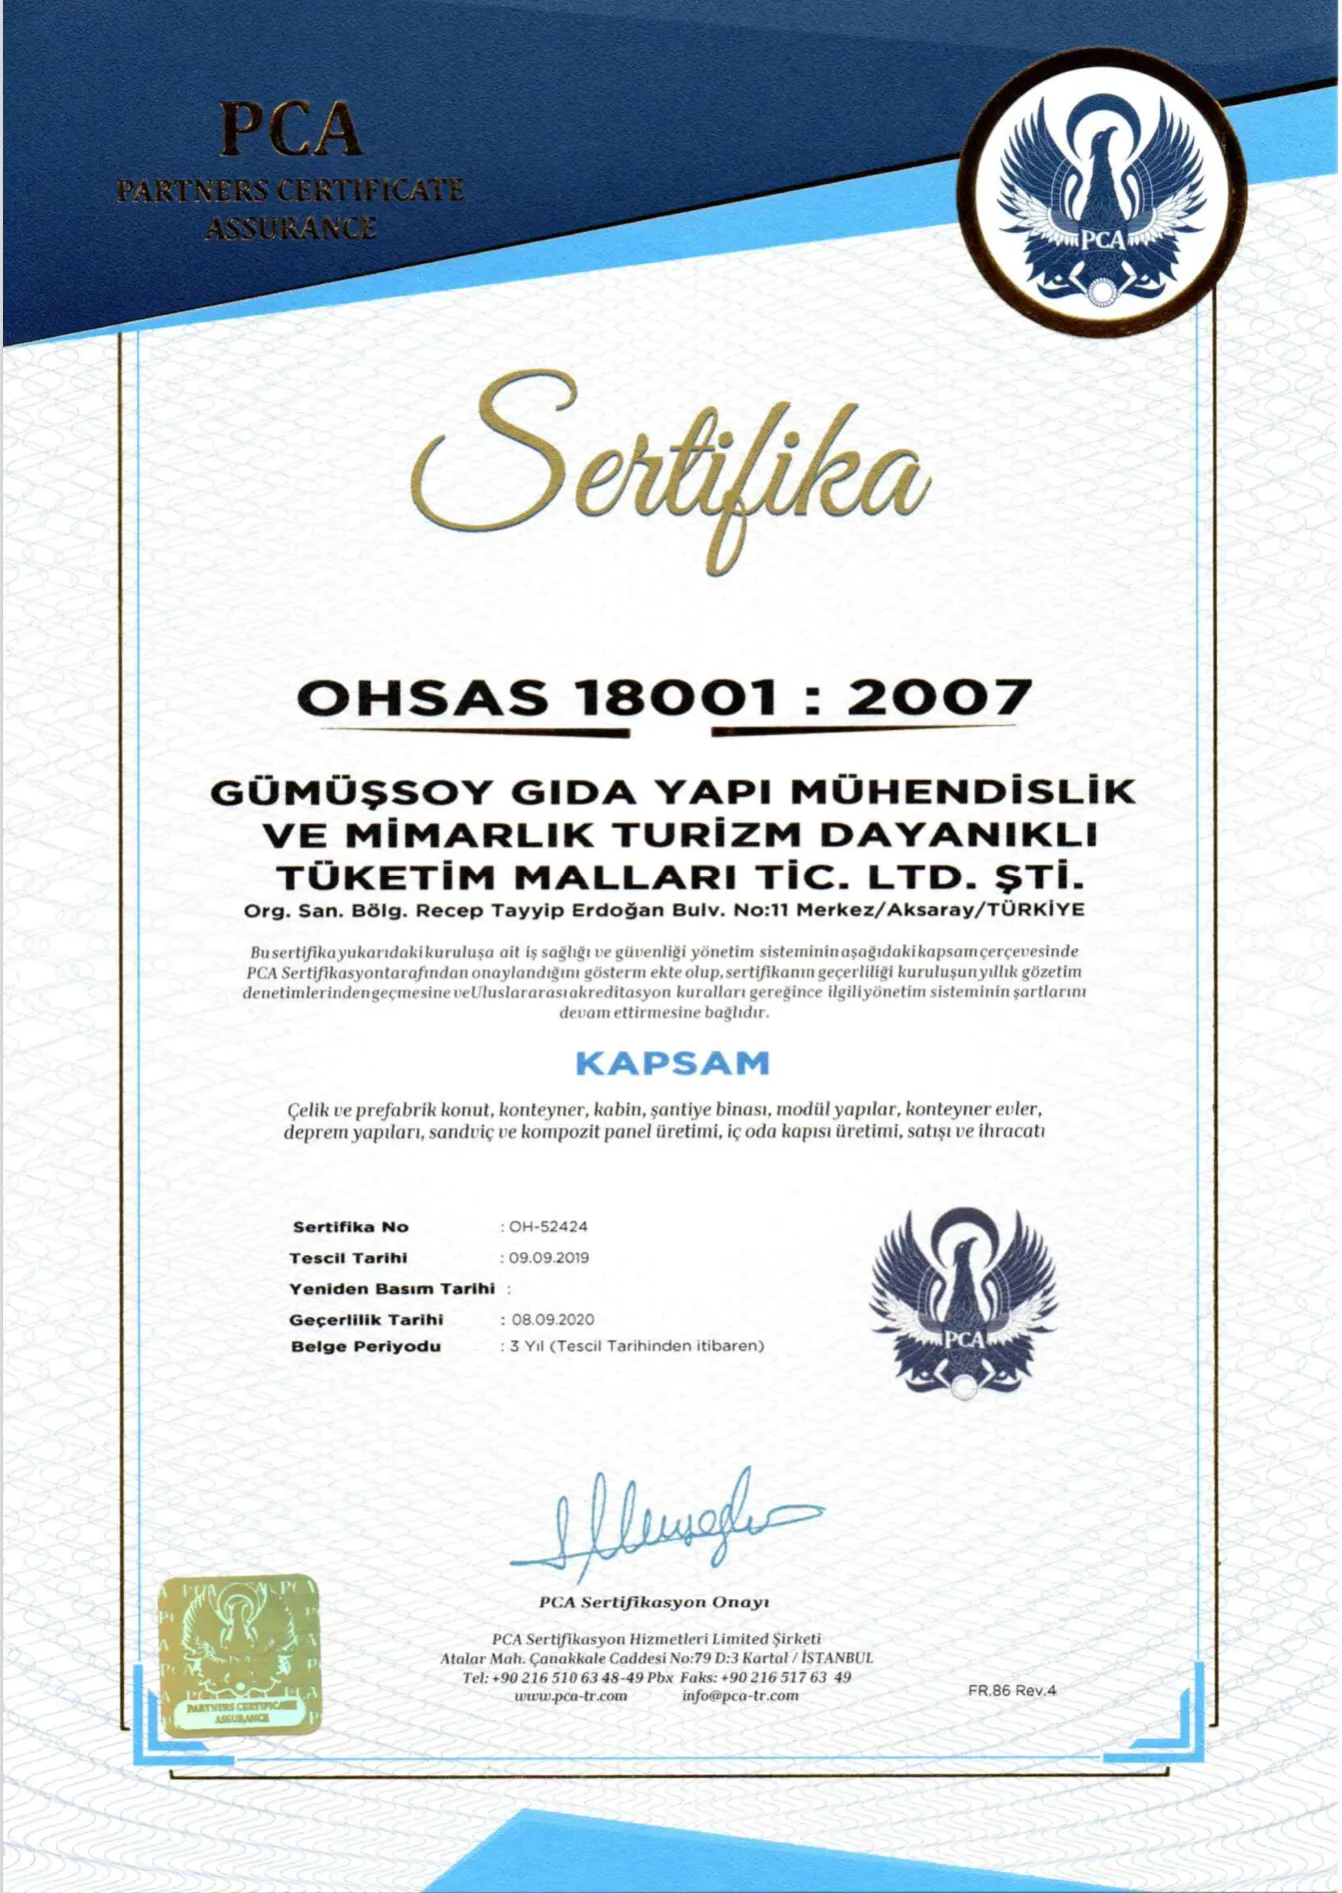 PCA
PARTNERS CERTIFICATE
ASSURANCE
PCA
Sertifika
OHSAS 18001 : 2007
GÜMÜŞSOY GIDA YAPI MÜHENDİSLİK
VE MİMARLIK TURİZM DAYANIKLI
TÜKETİM MALLARI TİC. LTD. ŞTİ.
Org. San. Bölg. Recep Tayyip Erdoğan Bulv. No:11 Merkez/Aksaray/TÜRKİYE
Bu sertifika yukarıdaki kuruluşa ait iş sağlığı ve güvenliği yönetim sisteminin aşağıdaki kapsam çerçevesinde
PCA Sertifikasyon tarafından onaylandığını gösterm ekte olup, sertifikanın geçerliliği kuruluşun yıllık gözetim
denetimlerinden geçmesine ve Uluslararası akreditasyon kuralları gereğince ilgili yönetim sisteminin şartlarını
devam ettirmesine bağlıdır.
KAPSAM
Çelik ve prefabrik konut, konteyner, kabin, şantiye binası, modül yapılar, konteyner evler,
deprem yapıları, sandviç ve kompozit panel üretimi, iç oda kapısı üretimi, satışı ve ihracatı
Sertifika No : OH-52424
Tescil Tarihi : 09.09.2019
Yeniden Basım Tarihi :
Geçerlilik Tarihi : 08.09.2020
Belge Periyodu : 3 Yıl (Tescil Tarihinden itibaren)
PCA
PCA Sertifikasyon Onayı
PCA Sertifikasyon Hizmetleri Limited Şirketi
Atalar Mah. Çanakkale Caddesi No:79 D:3 Kartal / İSTANBUL
Tel: +90 216 510 63 48-49 Pbx Faks: +90 216 517 63 49
www.pca-tr.com info@pca-tr.com
FR.86 Rev.4
PARTNERS CERTIFICATE
ASSURANCE